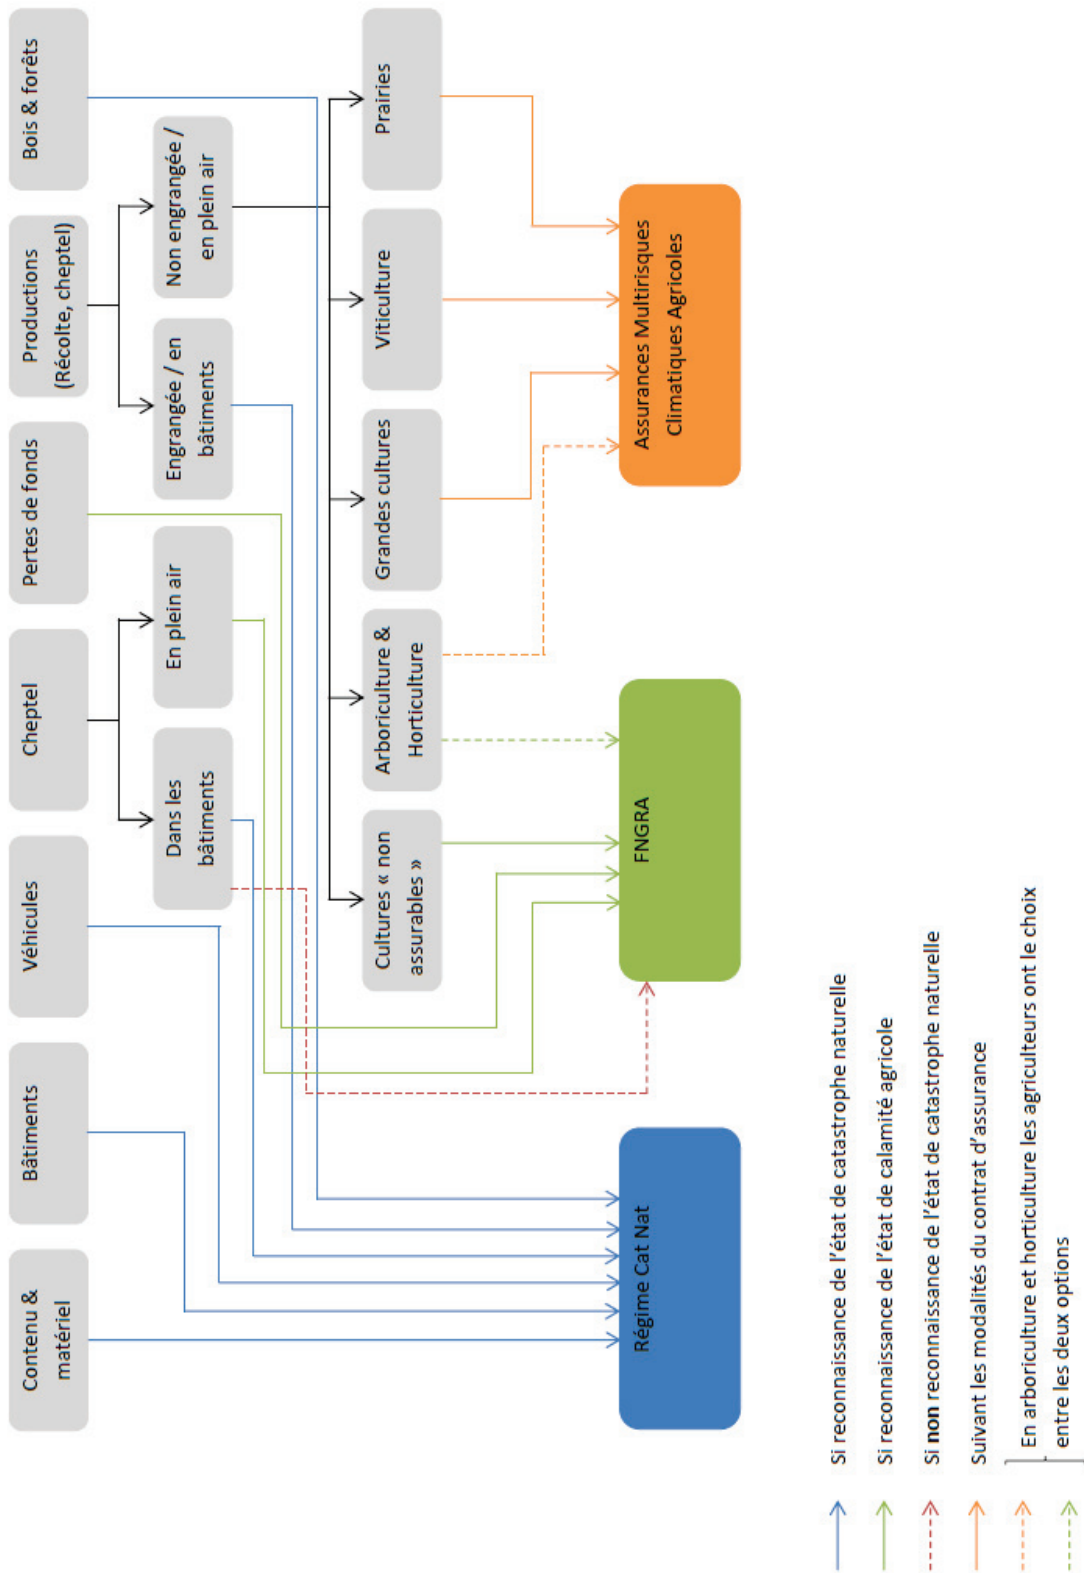 Contenu &
matériel
Bâtiments
Véhicules
Cheptel
Pertes de fonds
Productions
(Récolte, cheptel)
Bois & forêts
Dans les
bâtiments
En plein air
Engrangée / en
bâtiments
Non engrangée /
en plein air
Cultures « non
assurables »
Arboriculture &
Horticulture
Grandes cultures
Viticulture
Prairies
Régime Cat Nat
FNGRA
Assurances Multirisques
Climatiques Agricoles
Si reconnaissance de l'état de catastrophe naturelle
Si reconnaissance de l'état de calamité agricole
Si non reconnaissance de l'état de catastrophe naturelle
Suivant les modalités du contrat d'assurance
En arboriculture et horticulture les agriculteurs ont le choix
entre les deux options